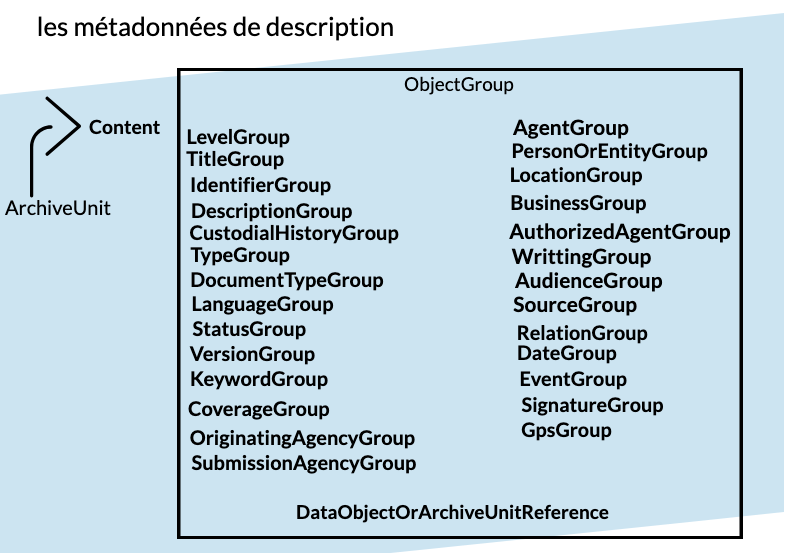 les métadonnées de description
ObjectGroup
Content
ArchiveUnit
LevelGroup
TitleGroup
IdentifierGroup
DescriptionGroup
CustodialHistoryGroup
TypeGroup
DocumentTypeGroup
LanguageGroup
StatusGroup
VersionGroup
KeywordGroup
CoverageGroup
OriginatingAgencyGroup
SubmissionAgencyGroup
AgentGroup
PersonOrEntityGroup
LocationGroup
BusinessGroup
AuthorizedAgentGroup
WrittingGroup
AudienceGroup
SourceGroup
RelationGroup
DateGroup
EventGroup
SignatureGroup
GpsGroup
DataObjectOrArchiveUnitReference